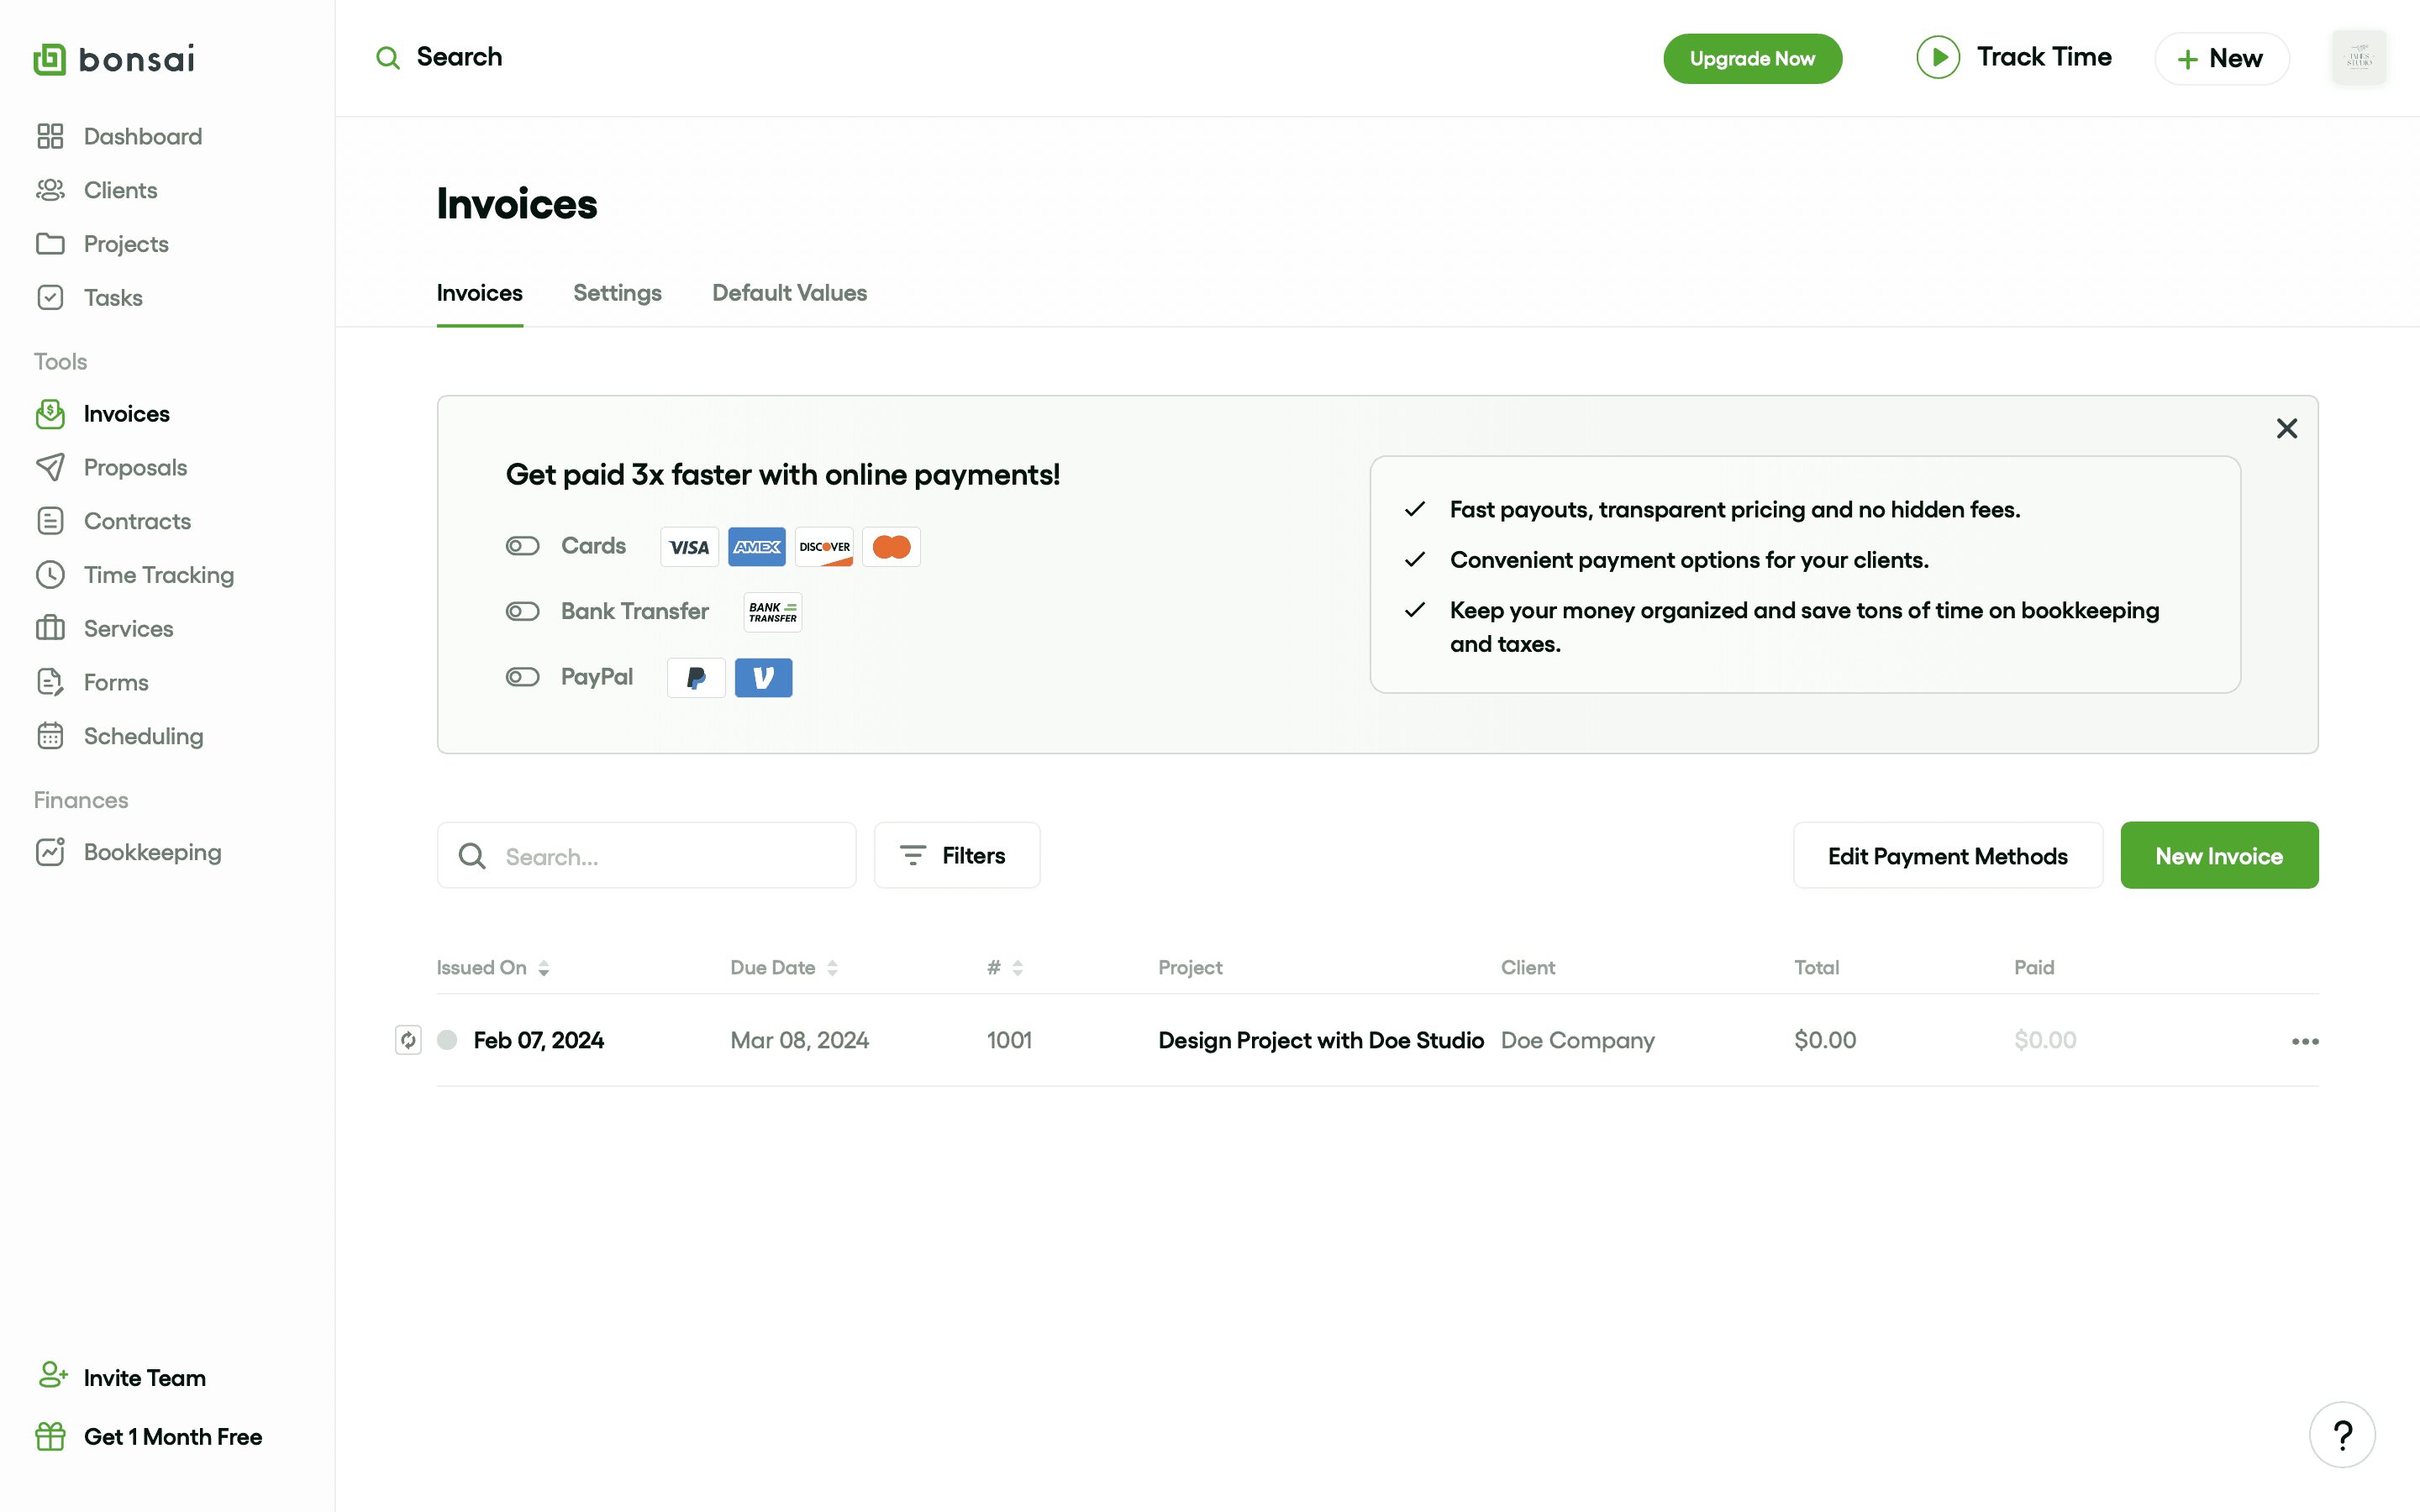 bonsai
Search
Upgrade Now
Track Time
New
Dashboard
Clients
Projects
Tasks
Tools
Invoices
Proposals
Contracts
Time Tracking
Services
Forms
Scheduling
Finances
Bookkeeping
Invite Team
Get 1 Month Free
Invoices
Invoices Settings Default Values
Get paid 3x faster with online payments!
Cards VISA AMEX DISCOVER
Bank Transfer BANK TRANSFER
PayPal
Fast payouts, transparent pricing and no hidden fees.
Convenient payment options for your clients.
Keep your money organized and save tons of time on bookkeeping
and taxes.
Search...
Filters
Edit Payment Methods
New Invoice
Issued On Due Date # Project Client Total Paid
Feb 07, 2024 Mar 08, 2024 1001 Design Project with Doe Studio Doe Company $0.00 $0.00
?